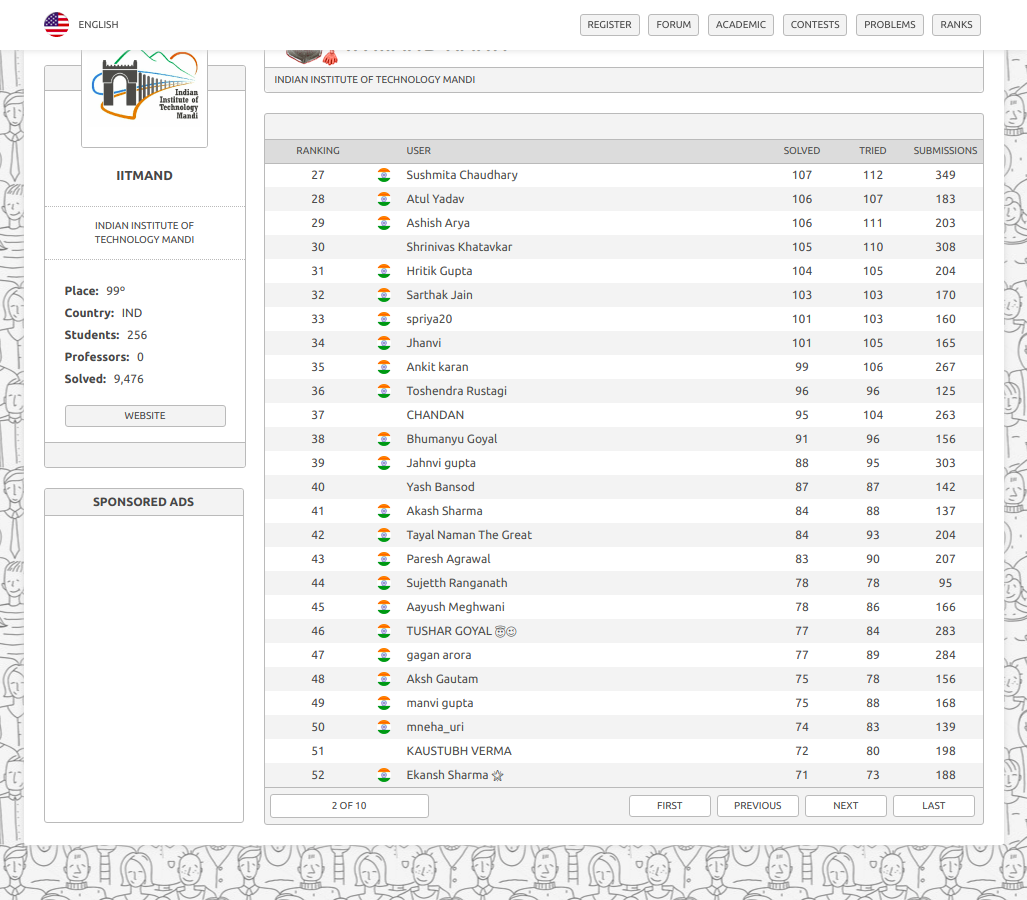 ENGLISH REGISTER FORUM ACADEMIC CONTESTS PROBLEMS RANKS
Indian
Institute of
Technology
Mandi
IITMAND
INDIAN INSTITUTE OF
TECHNOLOGY MANDI
Place: 99º
Country: IND
Students: 256
Professors: 0
Solved: 9,476
WEBSITE
SPONSORED ADS
INDIAN INSTITUTE OF TECHNOLOGY MANDI
RANKING USER SOLVED TRIED SUBMISSIONS
27 Sushmita Chaudhary 107 112 349
28 Atul Yadav 106 107 183
29 Ashish Arya 106 111 203
30 Shrinivas Khatavkar 105 110 308
31 Hritik Gupta 104 105 204
32 Sarthak Jain 103 103 170
33 spriya20 101 103 160
34 Jhanvi 101 105 165
35 Ankit karan 99 106 267
36 Toshendra Rustagi 96 96 125
37 CHANDAN 95 104 263
38 Bhumanyu Goyal 91 96 156
39 Jahnvi gupta 88 95 303
40 Yash Bansod 87 87 142
41 Akash Sharma 84 88 137
42 Tayal Naman The Great 84 93 204
43 Paresh Agrawal 83 90 207
44 Sujetth Ranganath 78 78 95
45 Aayush Meghwani 78 86 166
46 TUSHAR GOYAL 😇☺ 77 84 283
47 gagan arora 77 89 284
48 Aksh Gautam 75 78 156
49 manvi gupta 75 88 168
50 mneha_uri 74 83 139
51 KAUSTUBH VERMA 72 80 198
52 Ekansh Sharma ⚝ 71 73 188
2 OF 10 FIRST PREVIOUS NEXT LAST